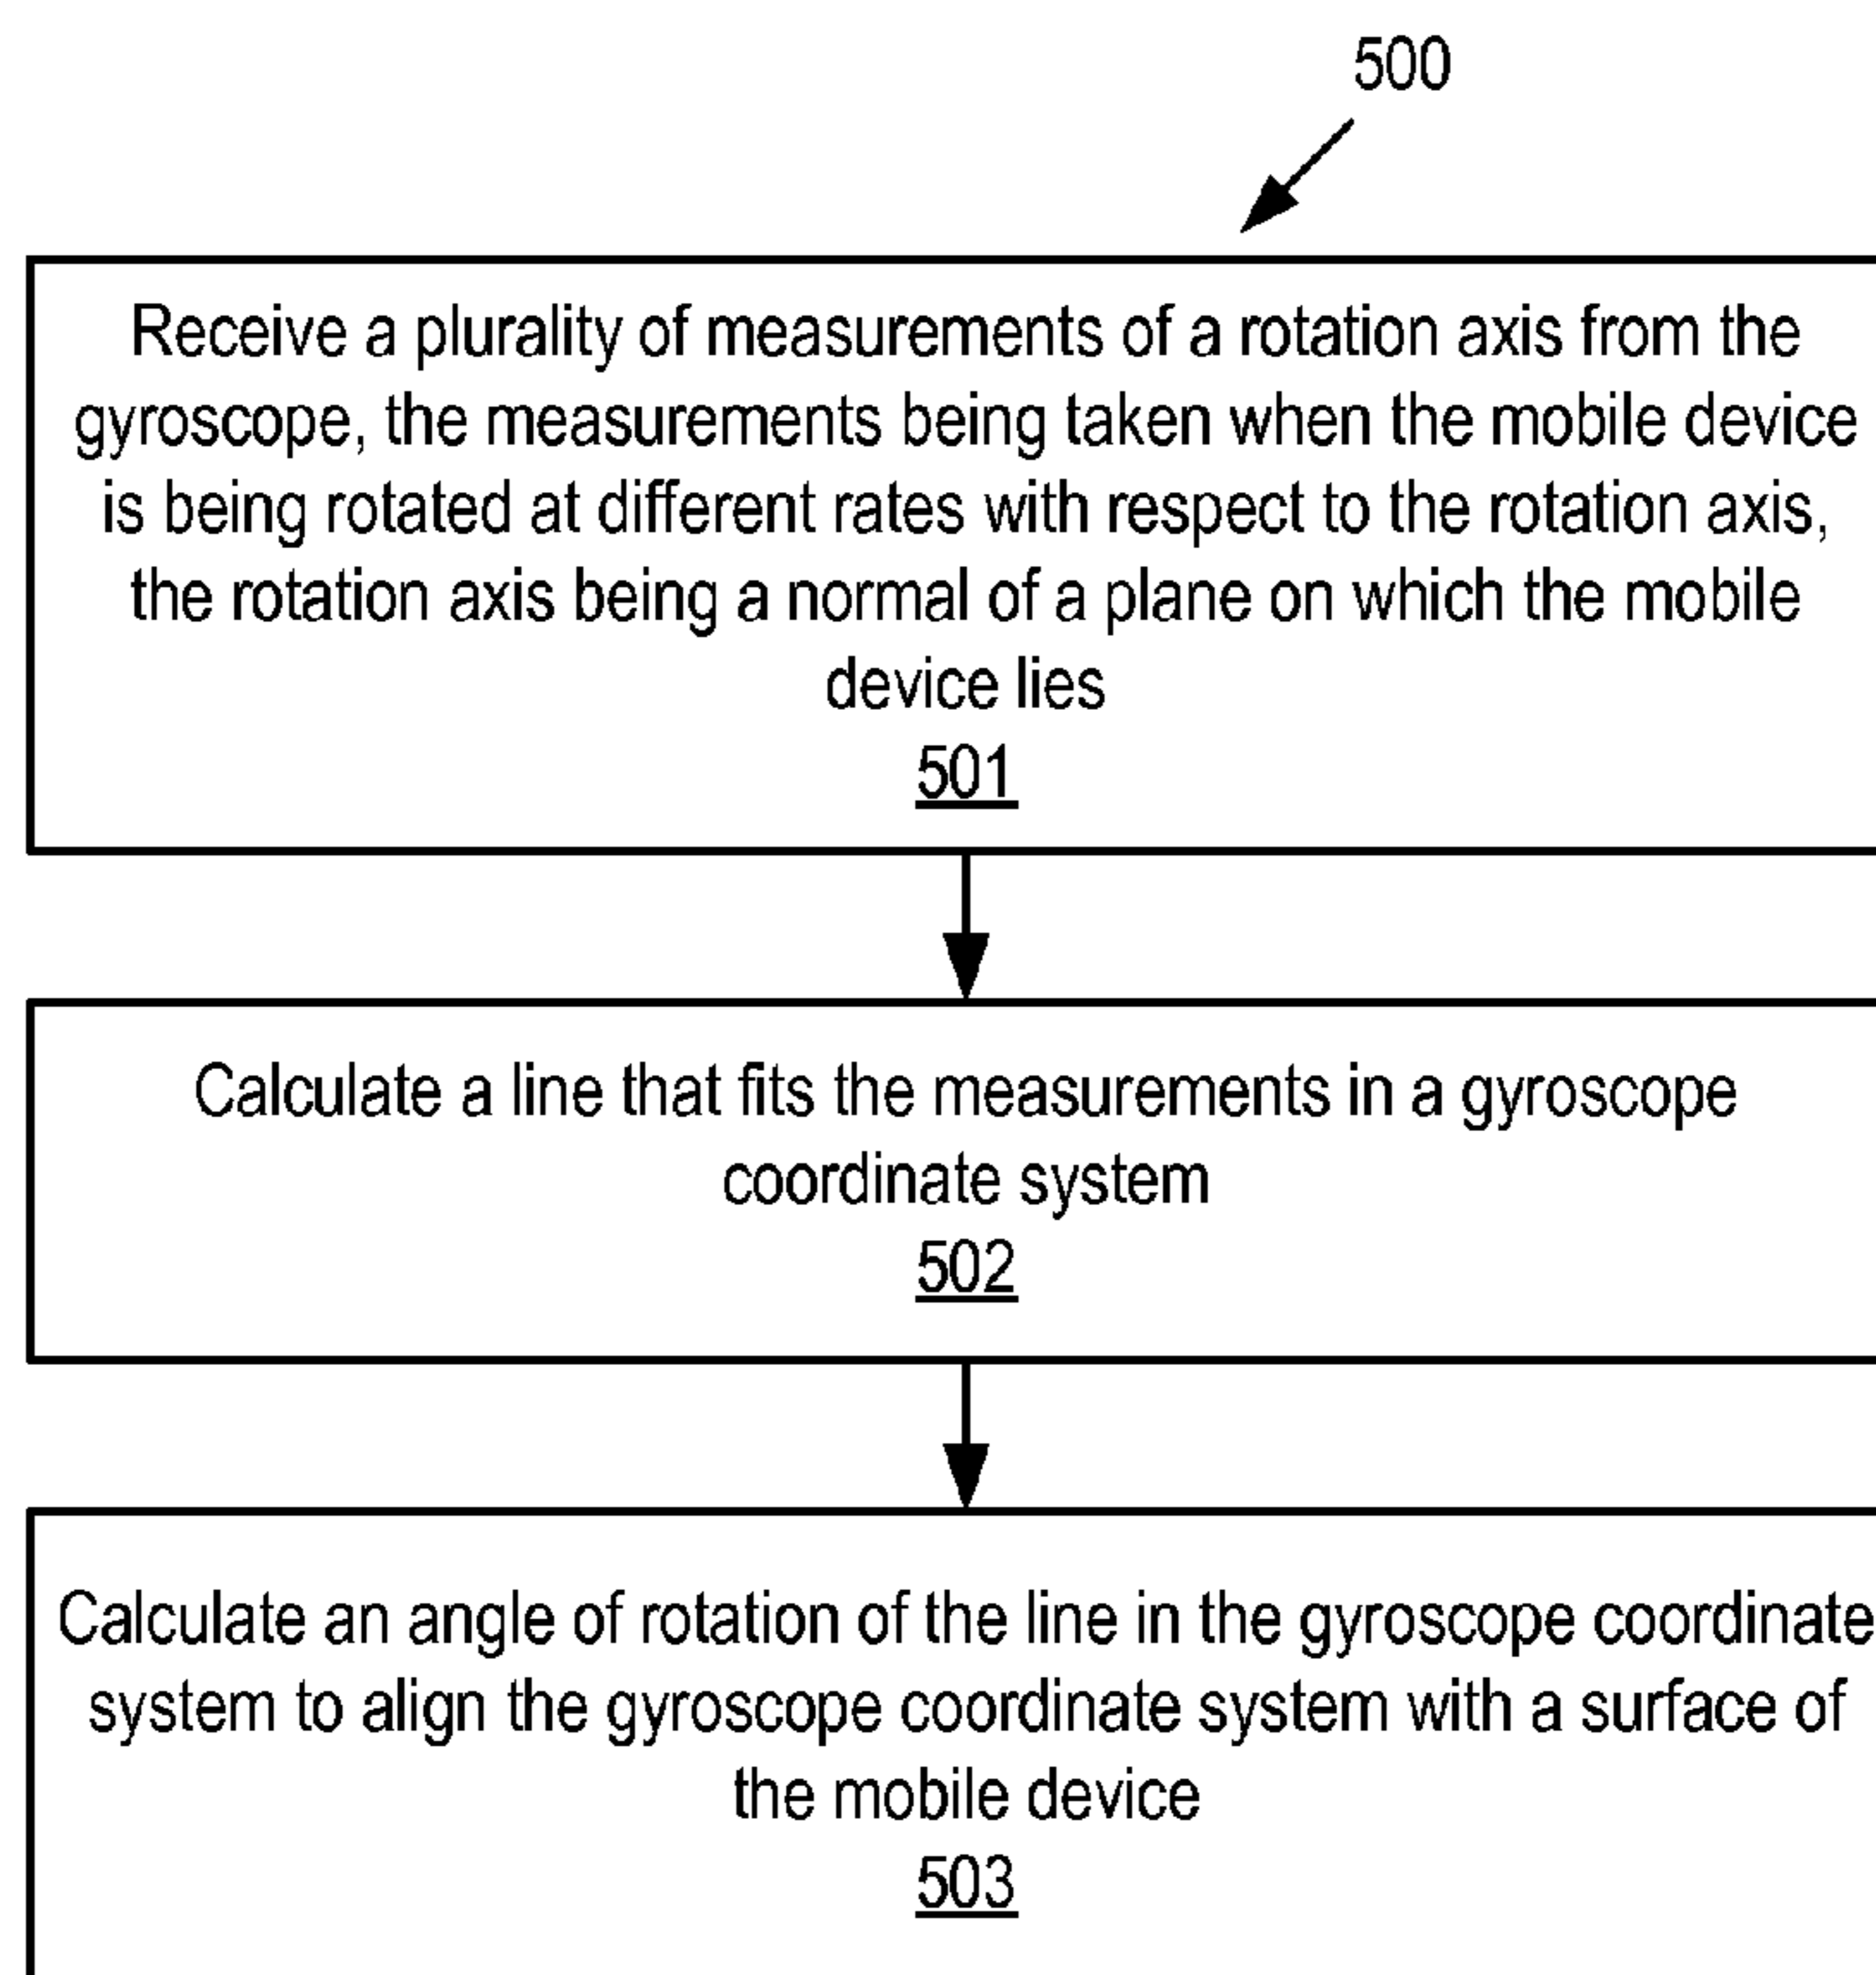 500
Receive a plurality of measurements of a rotation axis from the
gyroscope, the measurements being taken when the mobile device
is being rotated at different rates with respect to the rotation axis,
the rotation axis being a normal of a plane on which the mobile
device lies
501
Calculate a line that fits the measurements in a gyroscope
coordinate system
502
Calculate an angle of rotation of the line in the gyroscope coordinate
system to align the gyroscope coordinate system with a surface of
the mobile device
503